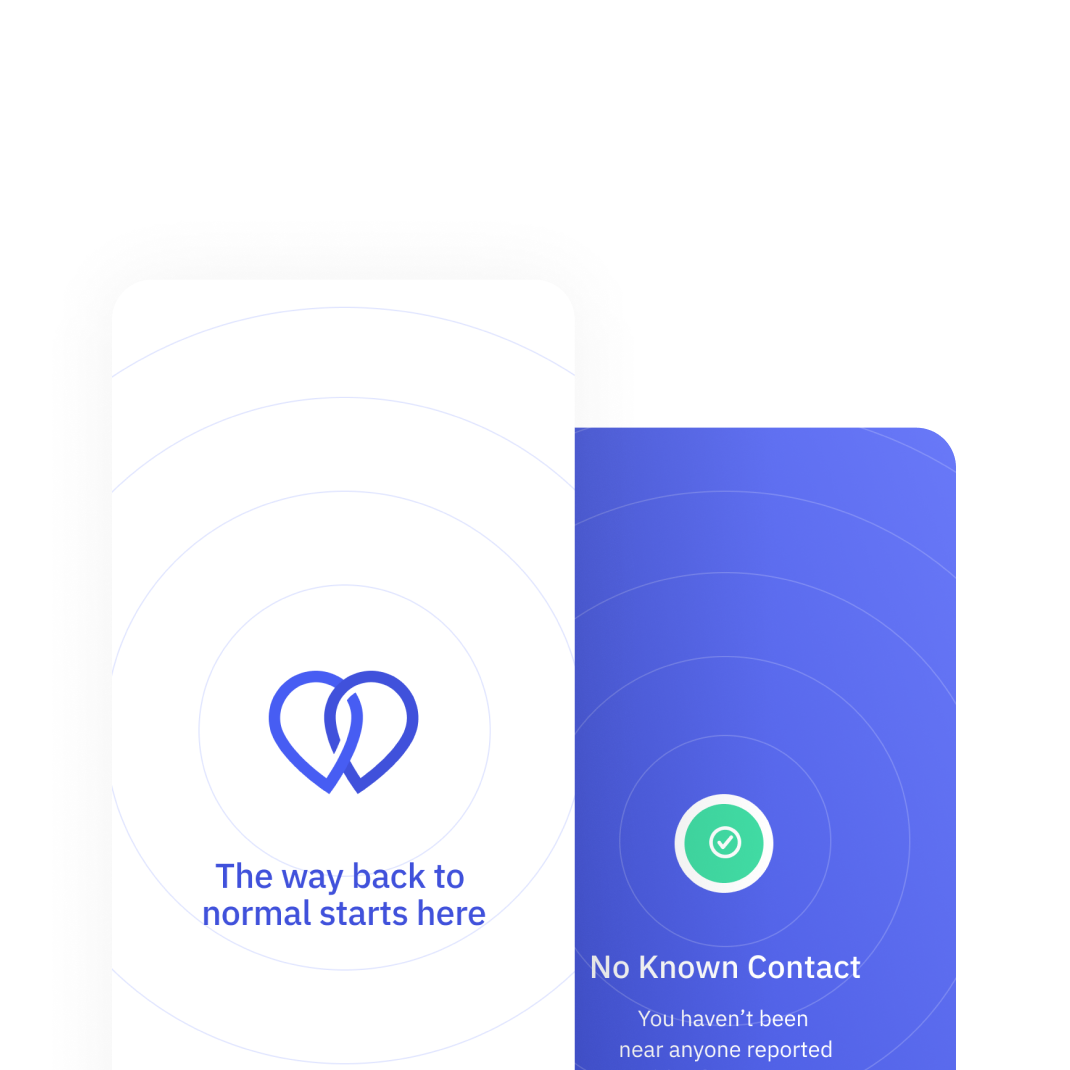 The way back to
normal starts here
No Known Contact
You haven’t been
near anyone reported